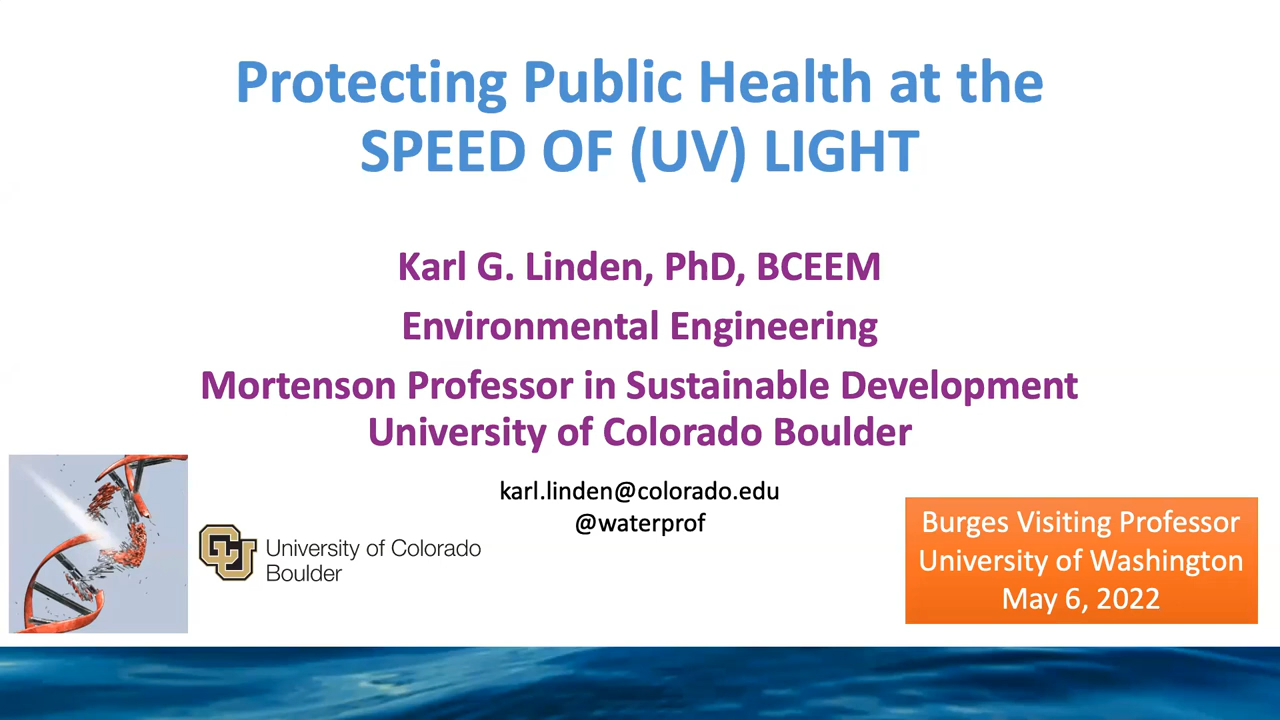 Protecting Public Health at the
SPEED OF (UV) LIGHT
Karl G. Linden, PhD, BCEEM
Environmental Engineering
Mortenson Professor in Sustainable Development
University of Colorado Boulder
karl.linden@colorado.edu
@waterprof
CU
University of Colorado
Boulder
Burges Visiting Professor
University of Washington
May 6, 2022